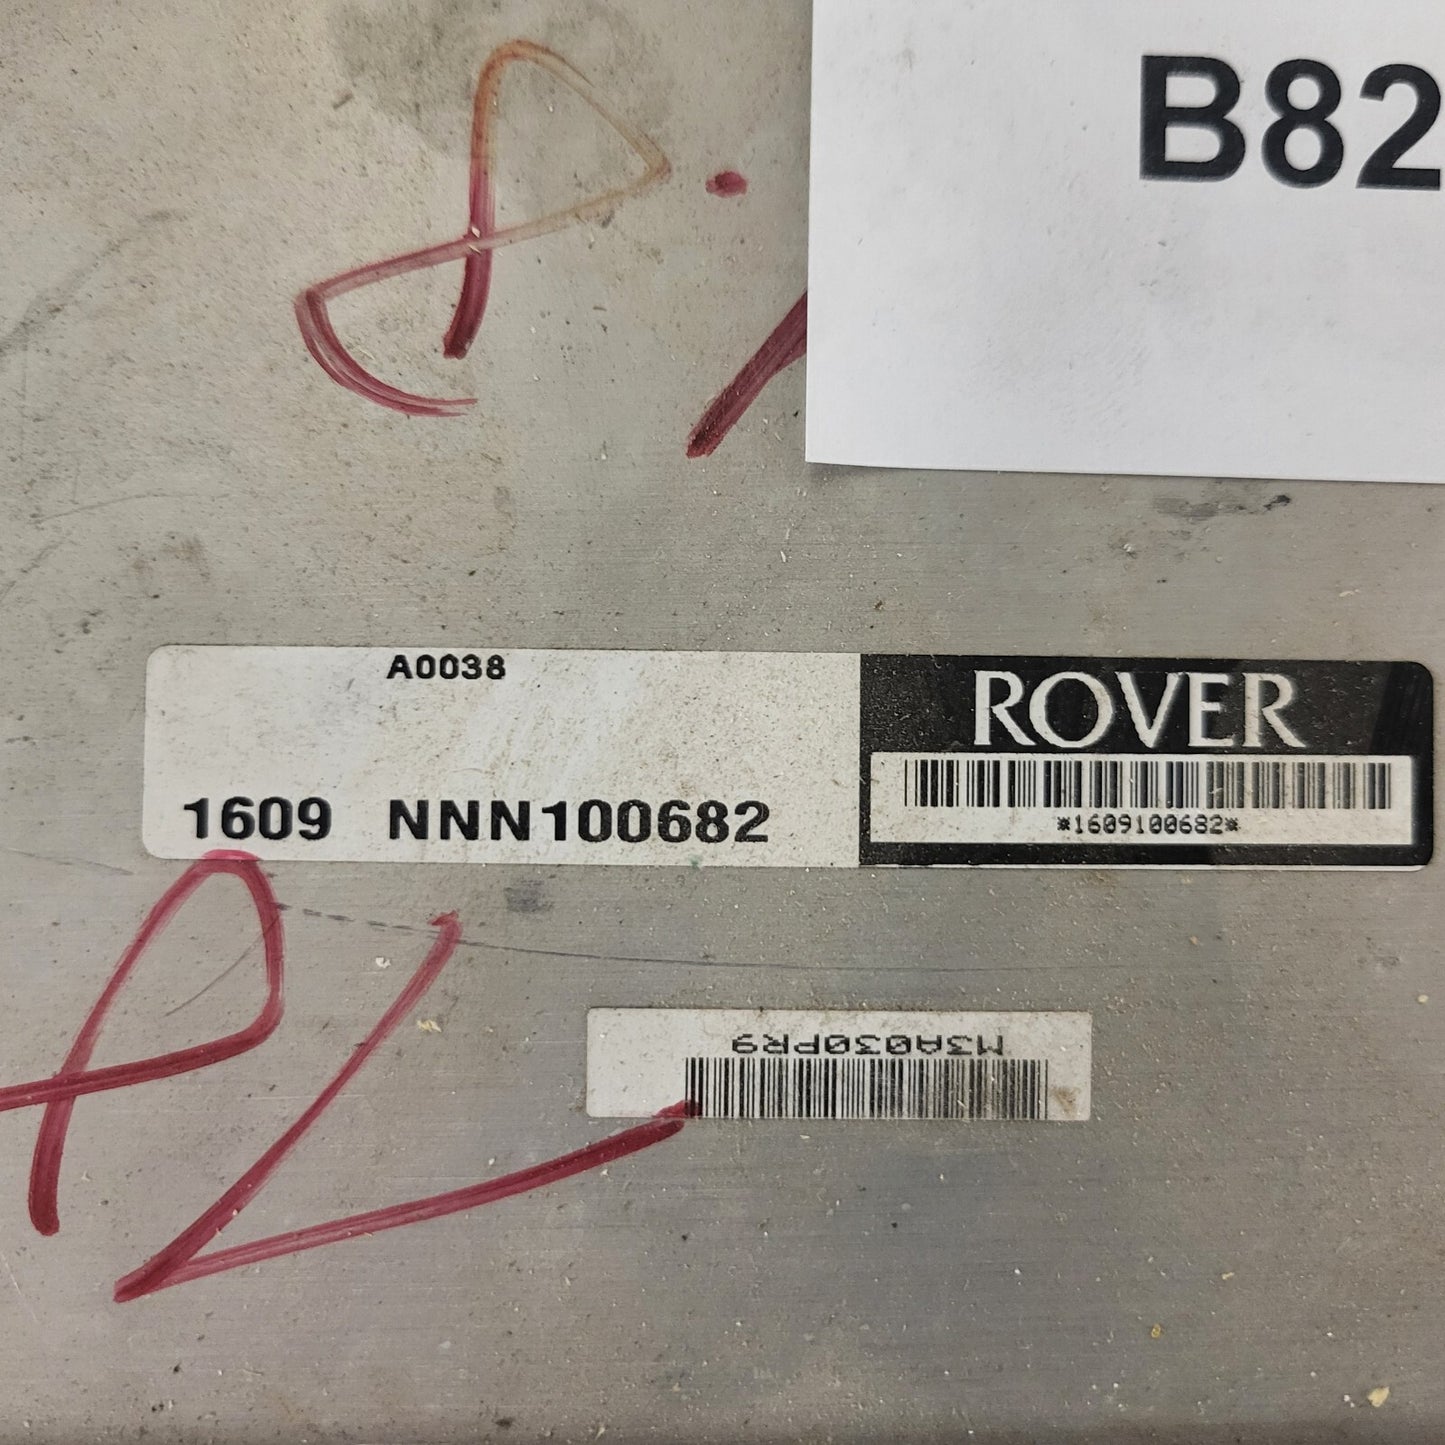 B82
A0038
ROVER
1609 NNN100682
*1609100682*
M3A030PR9